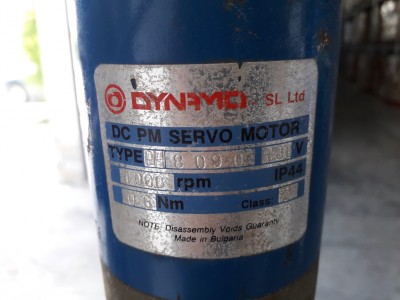 DYNAMO SL Ltd
DC PM SERVO MOTOR
TYPE V
rpm IP44
Nm Class:
NOTE: Disassembly Voids Guaranty
Made in Bulgaria